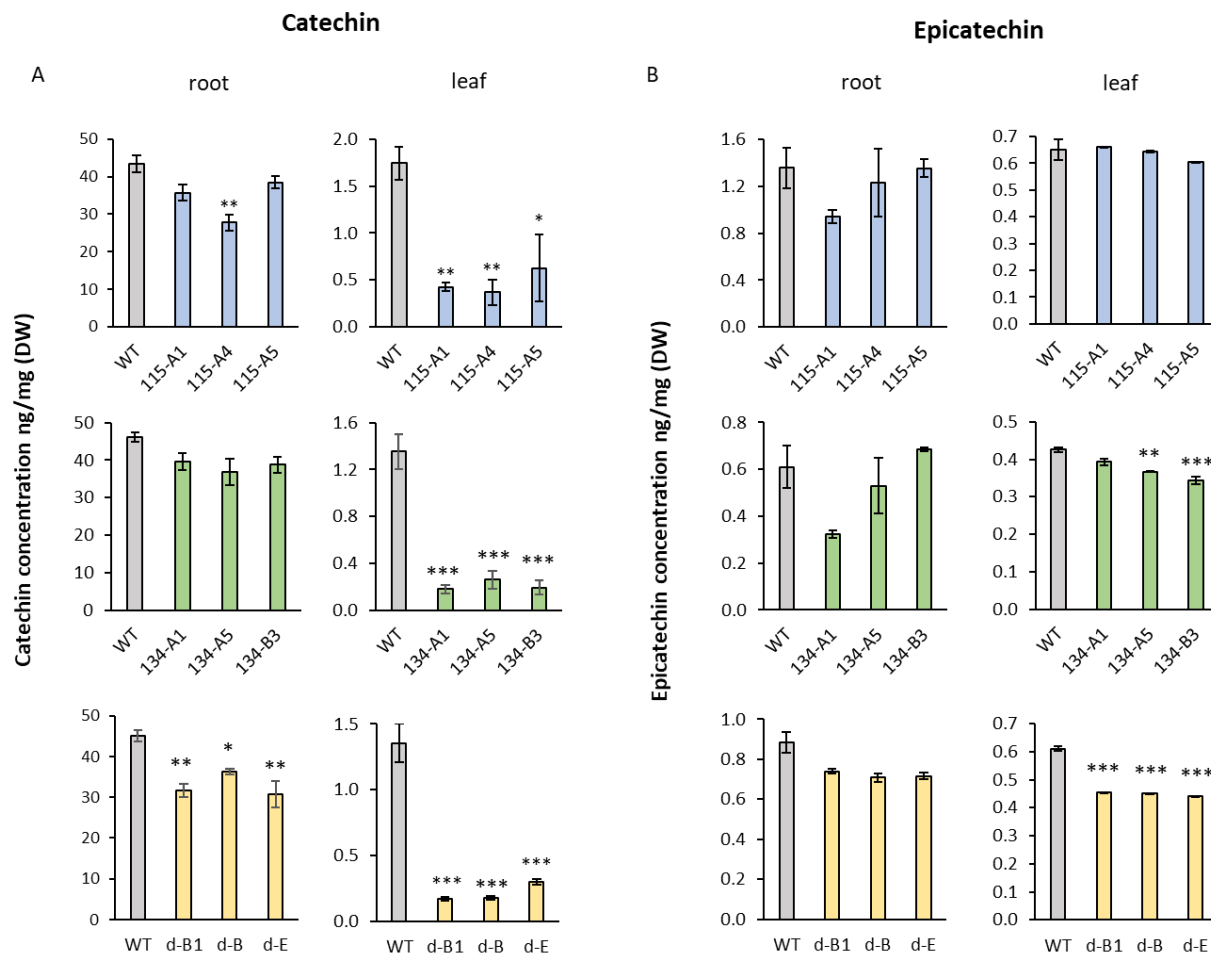 Catechin
Epicatechin
A
root
leaf
B
root
leaf
Catechin concentration ng/mg (DW)
50
40
30
20
10
0
**
WT
115-A1
115-A4
115-A5
2.0
1.5
1.0
0.5
0.0
**
**
*
WT
115-A1
115-A4
115-A5
Epicatechin concentration ng/mg (DW)
1.6
1.2
0.8
0.4
0.0
WT
115-A1
115-A4
115-A5
0.7
0.6
0.5
0.4
0.3
0.2
0.1
0.0
WT
115-A1
115-A4
115-A5
50
40
30
20
10
0
WT
134-A1
134-A5
134-B3
1.6
1.2
0.8
0.4
0.0
***
***
***
WT
134-A1
134-A5
134-B3
0.8
0.6
0.4
0.2
0.0
WT
134-A1
134-A5
134-B3
0.5
0.4
0.3
0.2
0.1
0.0
**
***
WT
134-A1
134-A5
134-B3
50
40
30
20
10
0
**
*
**
WT d-B1 d-B d-E
1.5
1.0
0.5
0.0
***
***
***
WT d-B1 d-B d-E
1.0
0.8
0.6
0.4
0.2
0.0
WT d-B1 d-B d-E
0.7
0.6
0.5
0.4
0.3
0.2
0.1
0.0
***
***
***
WT d-B1 d-B d-E